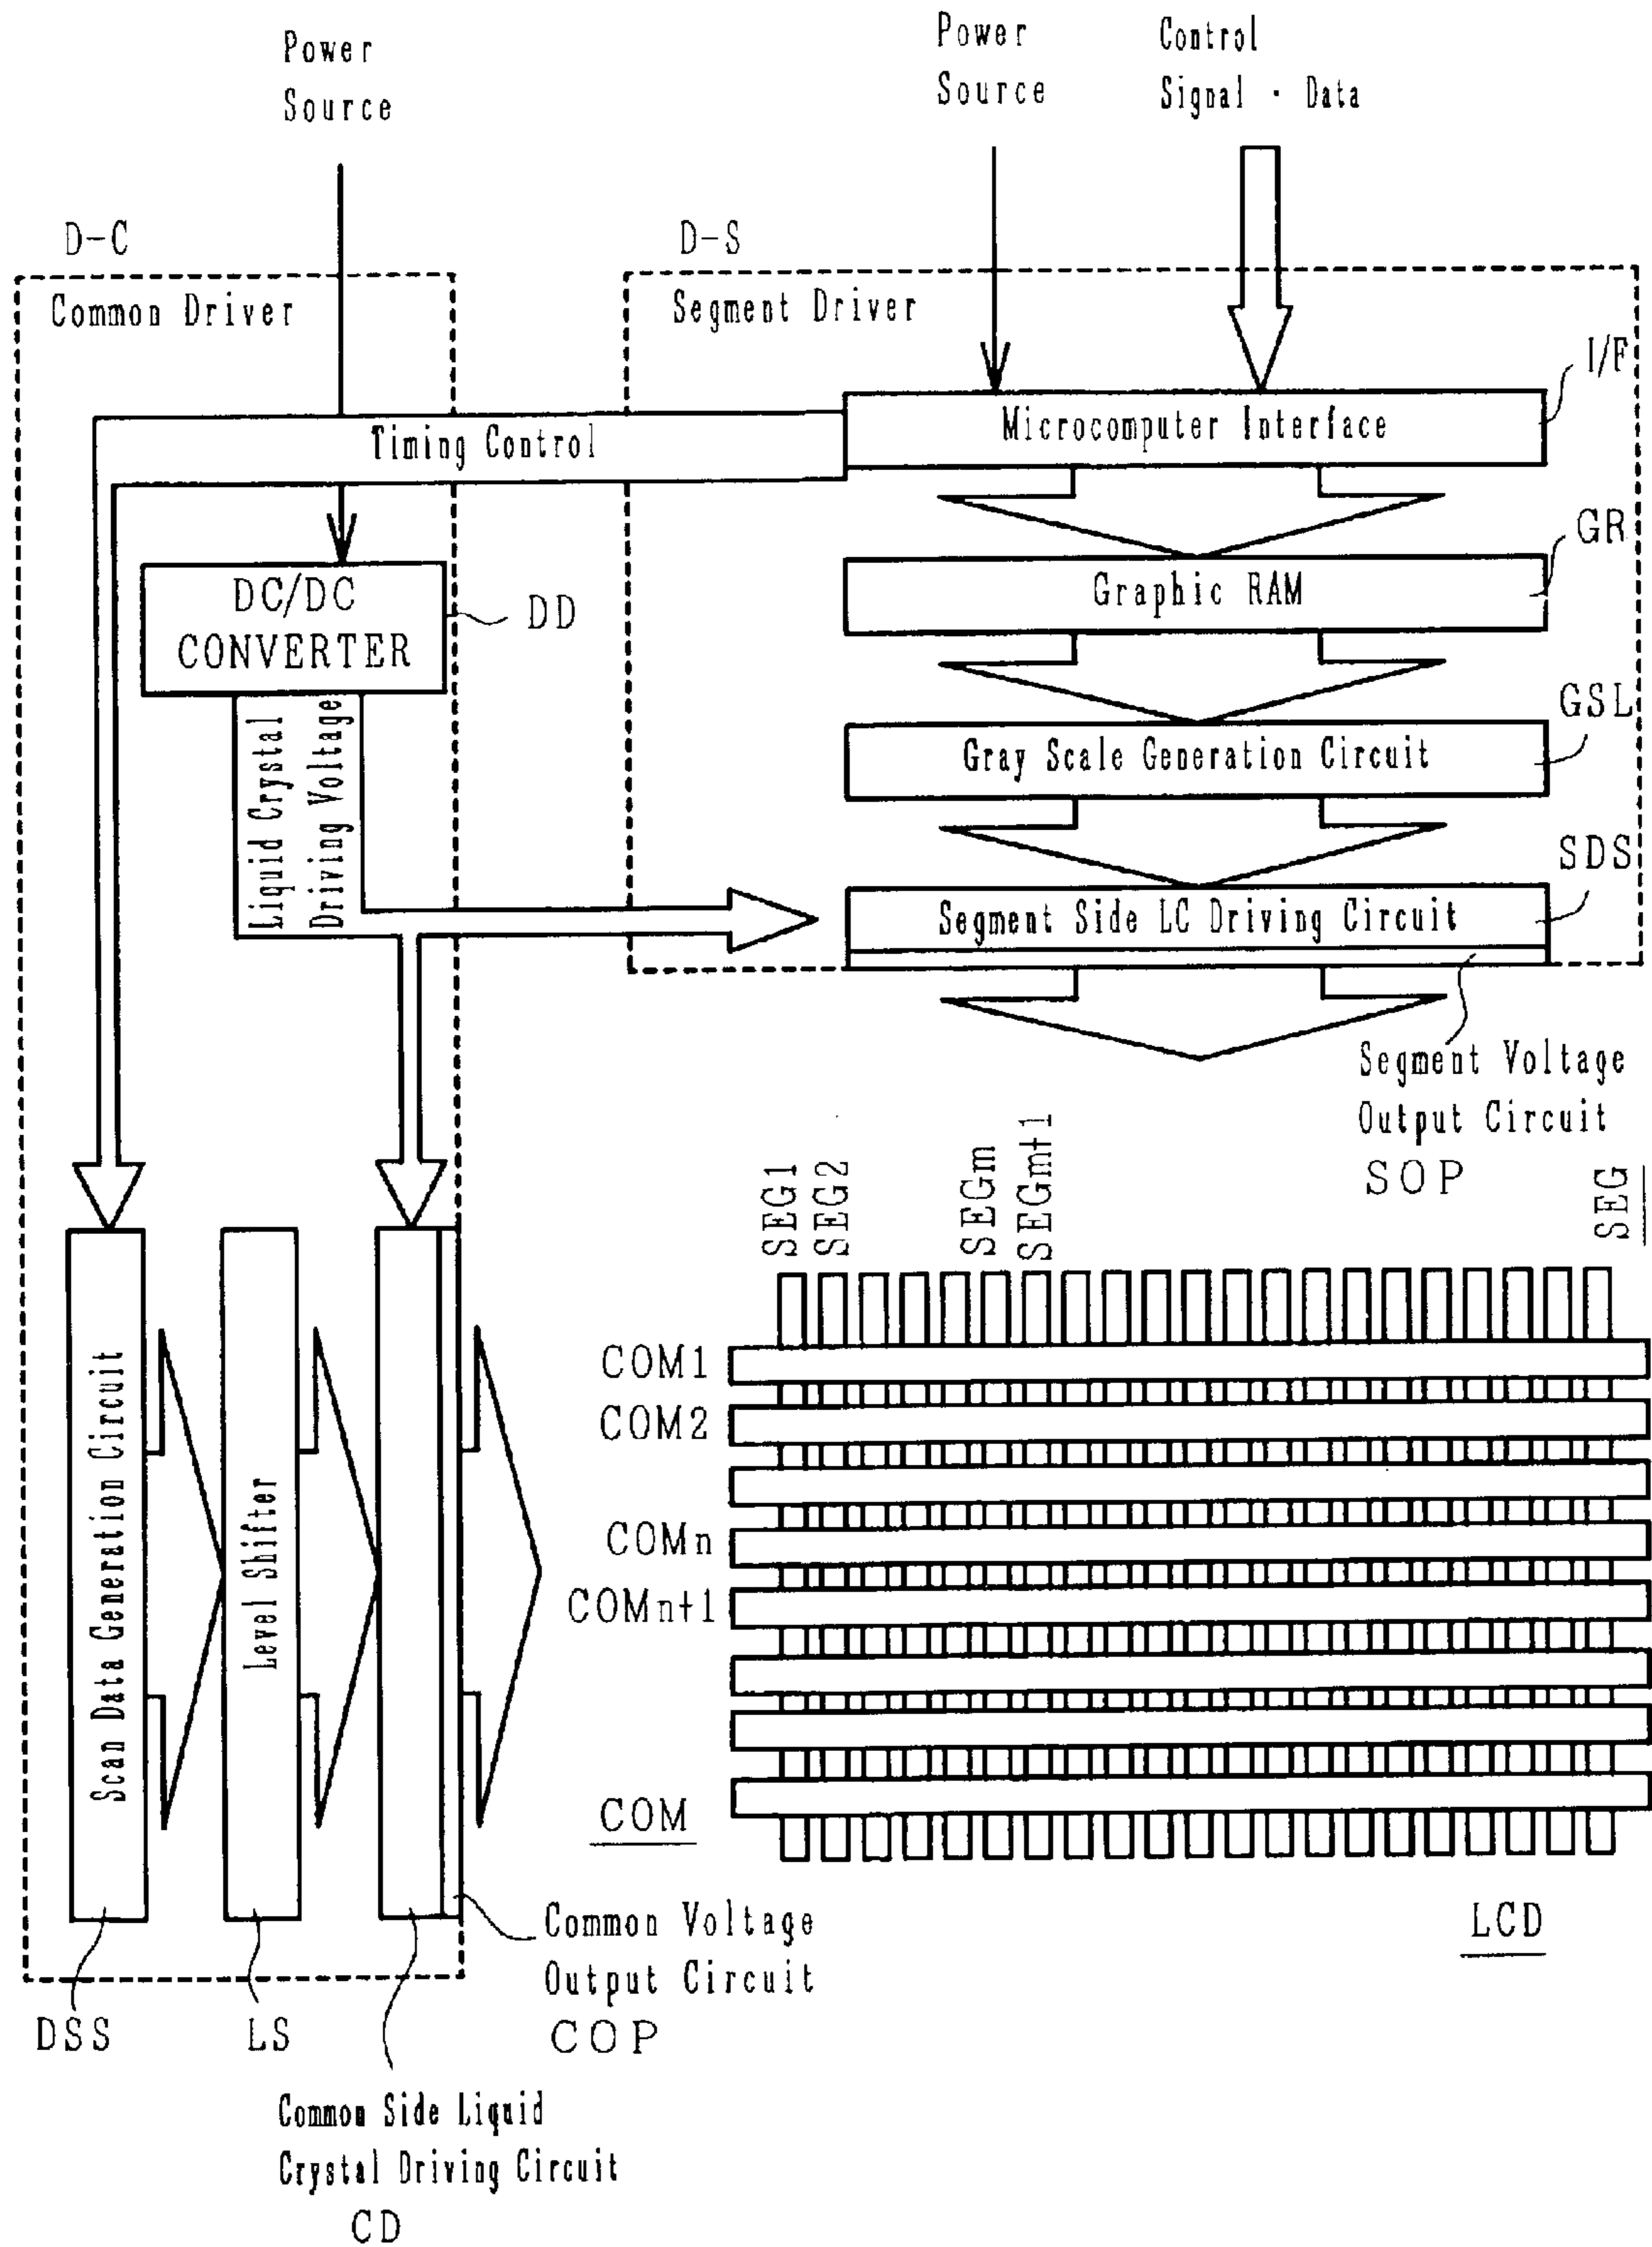 Power
Source
Power
Source
Control
Signal · Data
D-C
D-S
Common Driver
Segment Driver
I/F
Microcomputer Interface
Timing Control
GR
Graphic RAM
DC/DC
CONVERTER
DD
GSL
Gray Scale Generation Circuit
Liquid Crystal
Driving Voltage
SDS
Segment Side LC Driving Circuit
Segment Voltage
Output Circuit
SOP
SEG1
SEG2
SEGm
SEGm+1
SEG
COM1
COM2
COMn
COMn+1
COM
Scan Data Generation Circuit
Level Shifter
Common Voltage
Output Circuit
COP
LCD
DSS
LS
Common Side Liquid
Crystal Driving Circuit
CD